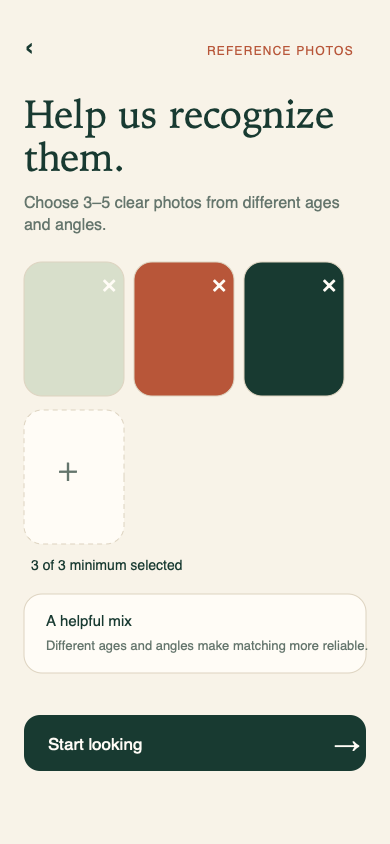 REFERENCE PHOTOS
Help us recognize
them.
Choose 3–5 clear photos from different ages
and angles.
3 of 3 minimum selected
A helpful mix
Different ages and angles make matching more reliable.
Start looking